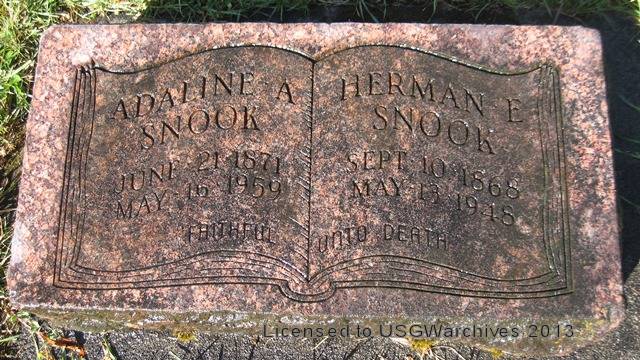 ADALINE A
SNOOK
JUNE 21 1871
MAY 16 1959
HERMAN E
SNOOK
SEPT 10 1868
MAY 13 1948
"FAITHFUL UNTO DEATH
Licensed to USGWarchives 2013